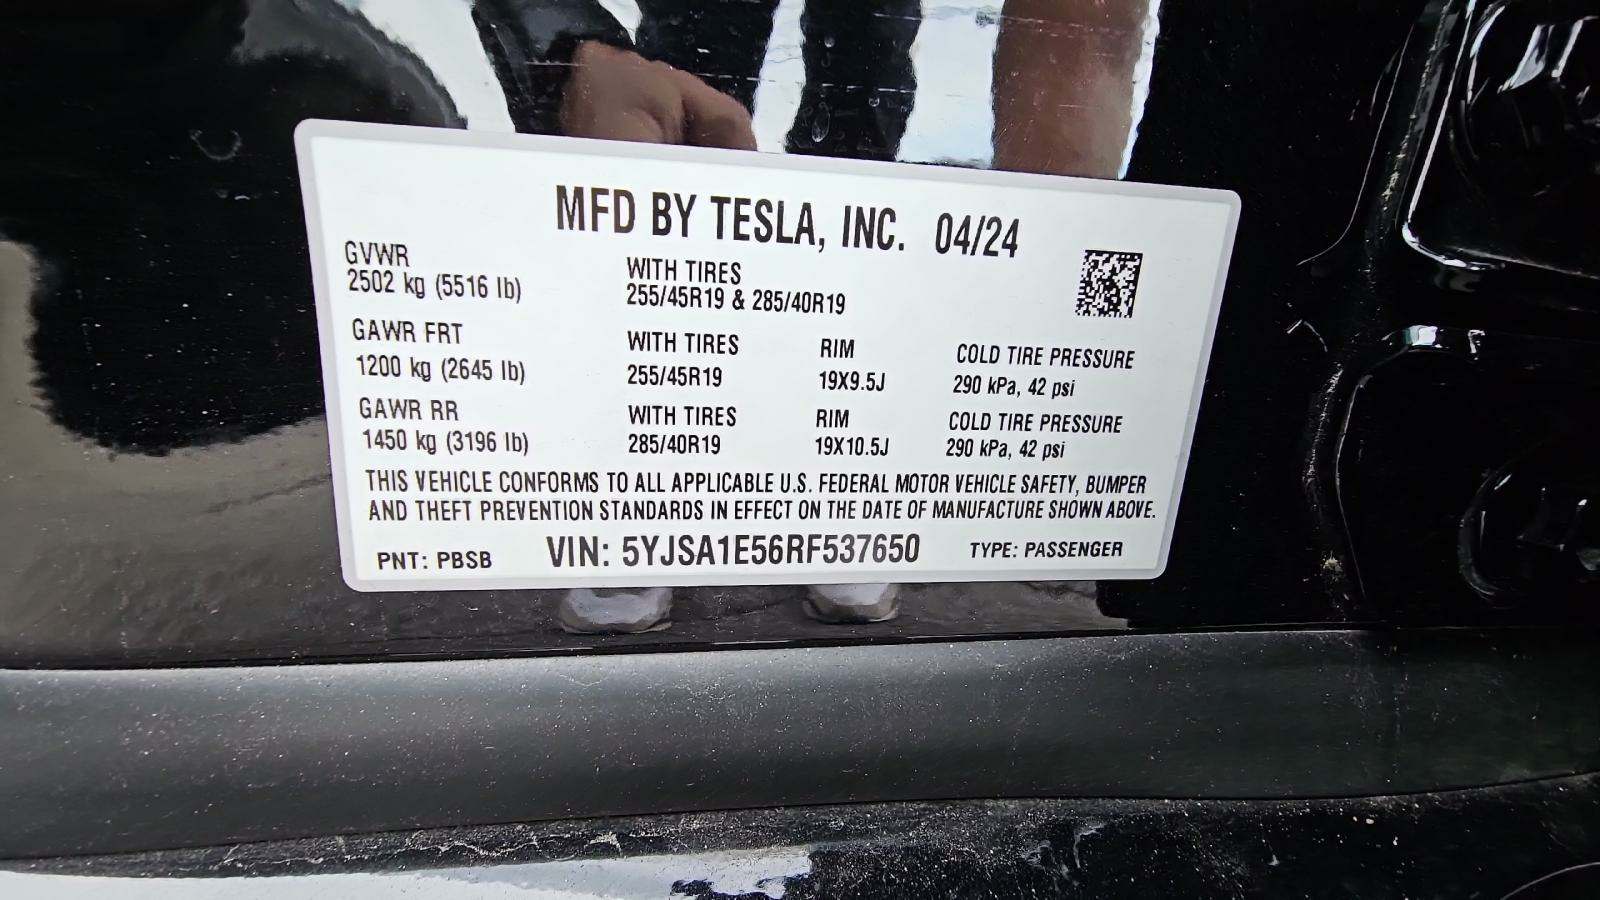 MFD BY TESLA, INC. 04/24
GVWR
2502 kg (5516 lb)
WITH TIRES
255/45R19 & 285/40R19
GAWR FRT
1200 kg (2645 lb)
WITH TIRES
255/45R19
RIM
19X9.5J
COLD TIRE PRESSURE
290 kPa, 42 psi
GAWR RR
1450 kg (3196 lb)
WITH TIRES
285/40R19
RIM
19X10.5J
COLD TIRE PRESSURE
290 kPa, 42 psi
THIS VEHICLE CONFORMS TO ALL APPLICABLE U.S. FEDERAL MOTOR VEHICLE SAFETY, BUMPER
AND THEFT PREVENTION STANDARDS IN EFFECT ON THE DATE OF MANUFACTURE SHOWN ABOVE.
PNT: PBSB VIN: 5YJSA1E56RF537650 TYPE: PASSENGER